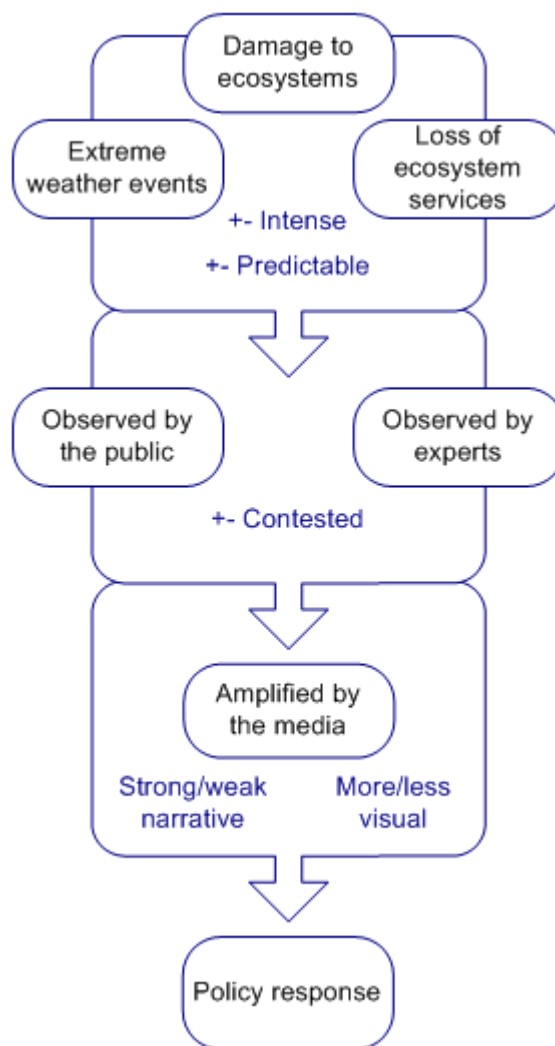 Damage to
ecosystems
Extreme
weather events
Loss of
ecosystem
services
+- Intense
+- Predictable
Observed by
the public
Observed by
experts
+- Contested
Amplified by
the media
Strong/weak
narrative
More/less
visual
Policy response